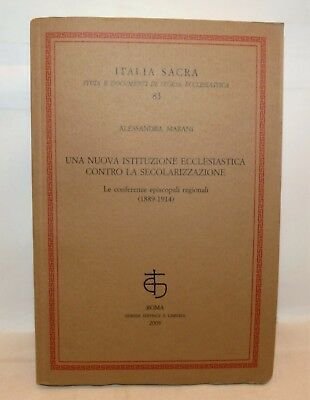 ITALIA SACRA
STUDI E DOCUMENTI DI STORIA ECCLESIASTICA
83
ALESSANDRA MARANI
UNA NUOVA ISTITUZIONE ECCLESIASTICA
CONTRO LA SECOLARIZZAZIONE
Le conferenze episcopali regionali
(1889-1914)
ROMA
HERDER EDITRICE E LIBRERIA
2009